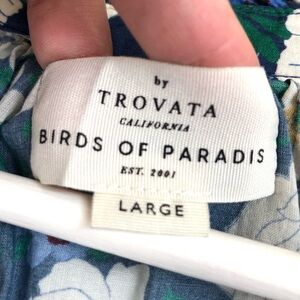 by
TROVATA
CALIFORNIA
BIRDS OF PARADIS
EST. 2001
LARGE